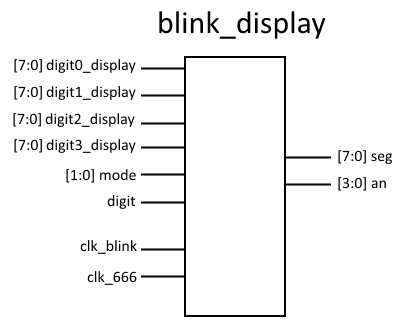 blink_display
[7:0] digit0_display
[7:0] digit1_display
[7:0] digit2_display
[7:0] digit3_display
[1:0] mode
digit
clk_blink
clk_666
[7:0] seg
[3:0] an